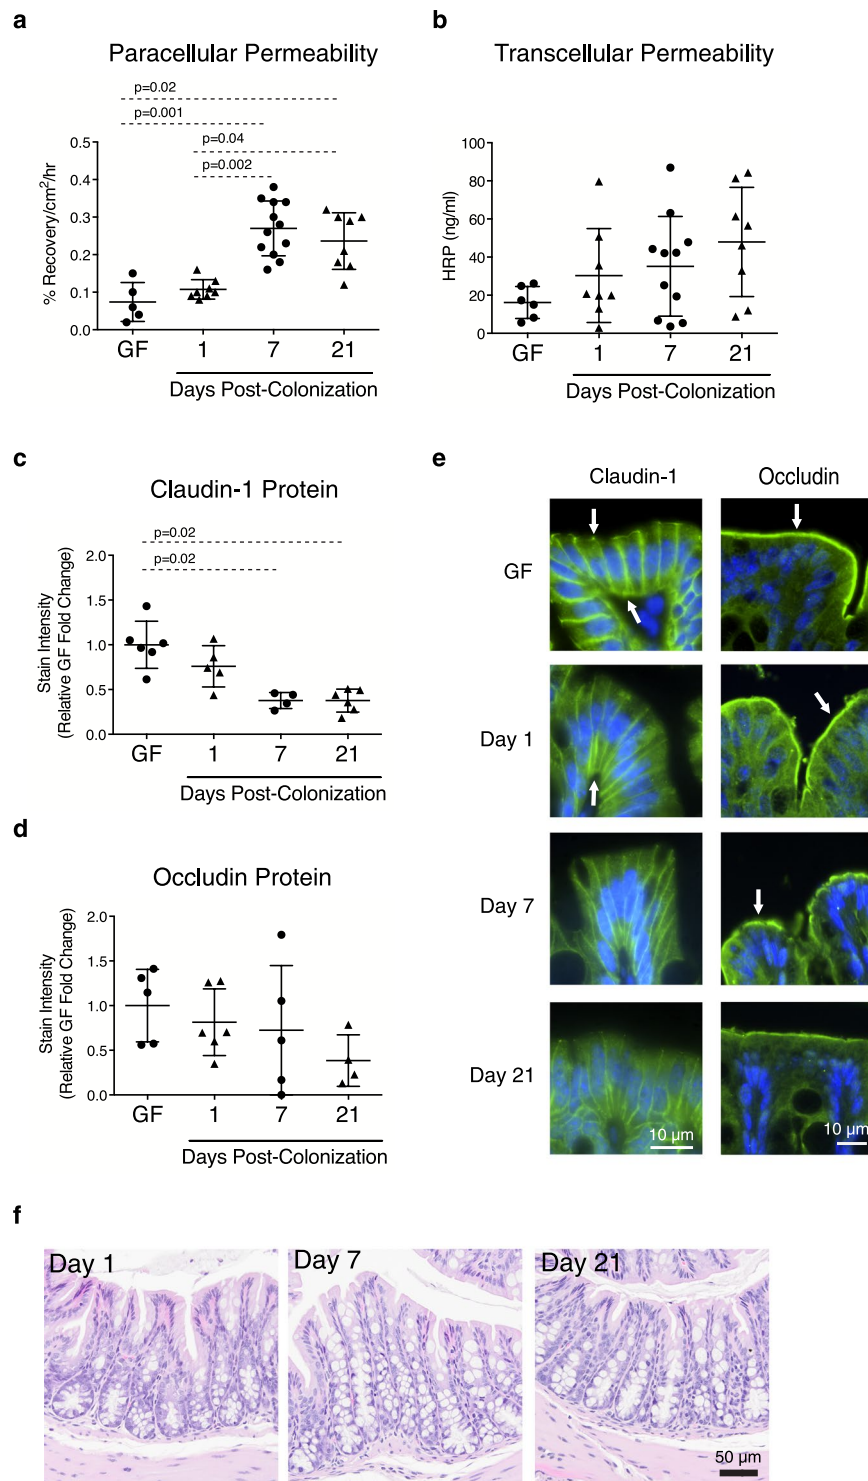 a
Paracellular Permeability
p=0.02
p=0.001
p=0.04
p=0.002
% Recovery/cm²/hr
0.5
0.4
0.3
0.2
0.1
0.0
GF
1
7
21
Days Post-Colonization
b
Transcellular Permeability
HRP (ng/ml)
100
80
60
40
20
0
GF
1
7
21
Days Post-Colonization
c
Claudin-1 Protein
p=0.02
p=0.02
Stain Intensity
(Relative GF Fold Change)
2.0
1.5
1.0
0.5
0.0
GF
1
7
21
Days Post-Colonization
d
Occludin Protein
Stain Intensity
(Relative GF Fold Change)
2.0
1.5
1.0
0.5
0.0
GF
1
7
21
Days Post-Colonization
e
Claudin-1
Occludin
GF
Day 1
Day 7
Day 21
10 µm
10 µm
f
Day 1
Day 7
Day 21
50 µm